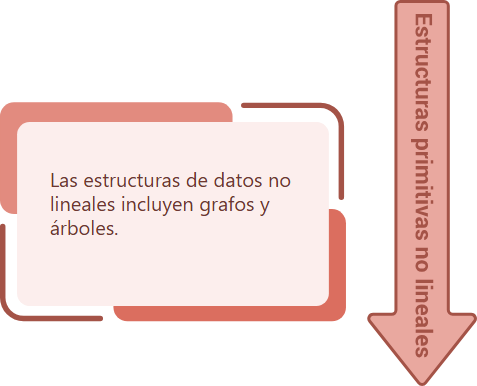 Las estructuras de datos no
lineales incluyen grafos y
árboles.
Estructuras primitivas no lineales